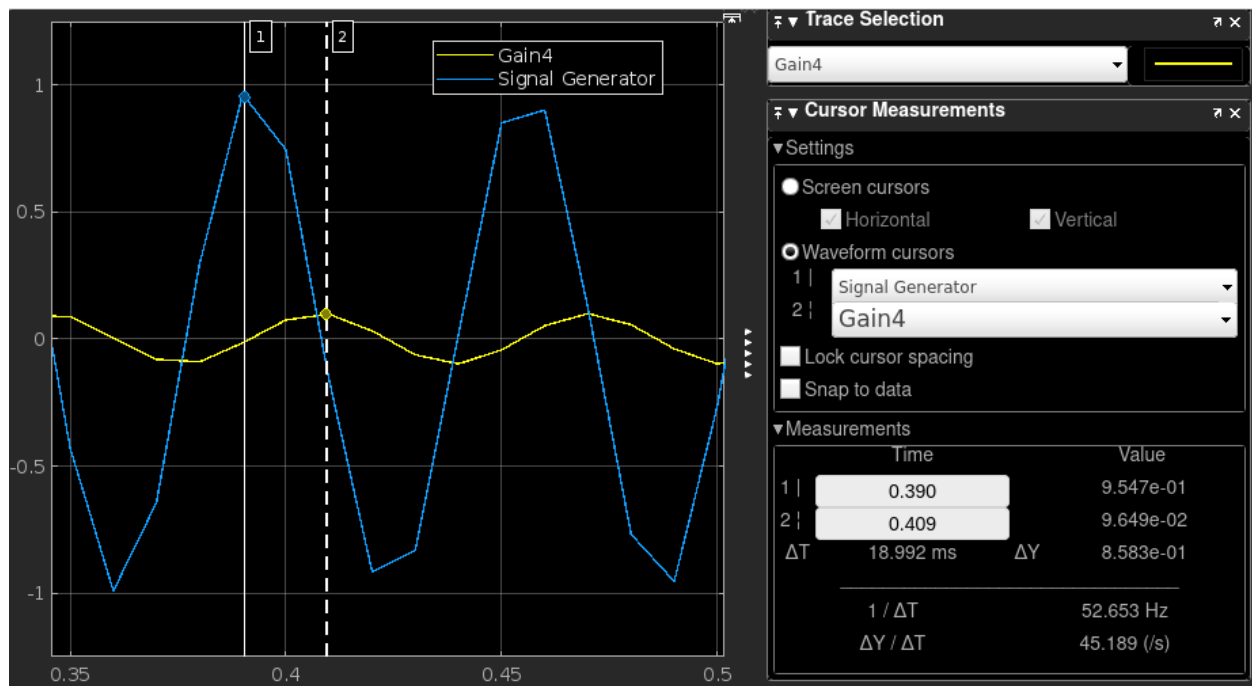 1
2
Gain4
Signal Generator
1
0.5
0
-0.5
-1
0.35
0.4
0.45
0.5
Trace Selection
Gain4
Cursor Measurements
Settings
Screen cursors
Horizontal
Vertical
Waveform cursors
1 | Signal Generator
2 ¦ Gain4
Lock cursor spacing
Snap to data
Measurements
Time Value
1 | 0.390 9.547e-01
2 ¦ 0.409 9.649e-02
ΔT 18.992 ms ΔY 8.583e-01
1 / ΔT 52.653 Hz
ΔY / ΔT 45.189 (/s)